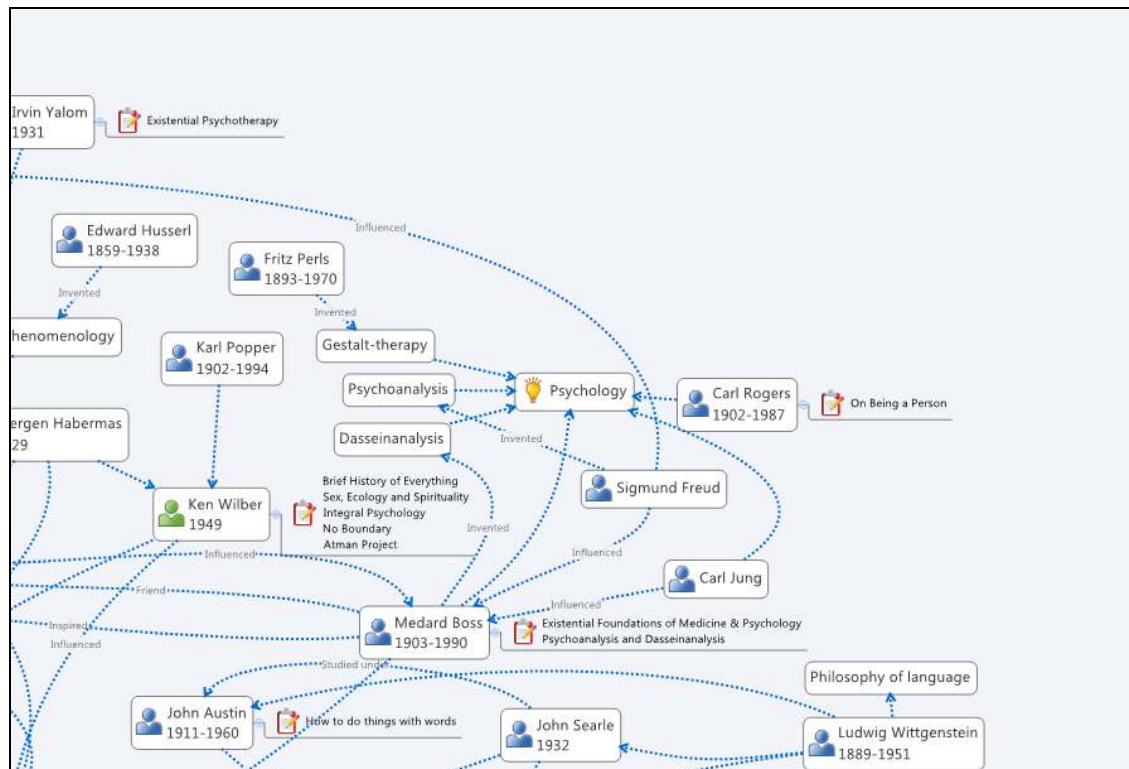 Irvin Yalom
1931
Existential Psychotherapy
Influenced
Edward Husserl
1859-1938
Fritz Perls
1893-1970
Invented
Invented
henomenology
Karl Popper
1902-1994
Gestalt-therapy
Psychoanalysis
Psychology
Carl Rogers
1902-1987
On Being a Person
ergen Habermas
29
Dasseinanalysis
Invented
Ken Wilber
1949
Brief History of Everything
Sex, Ecology and Spirituality
Integral Psychology
No Boundary
Atman Project
Sigmund Freud
Invented
Influenced
Influenced
Carl Jung
Friend
Influenced
Inspired
Influenced
Medard Boss
1903-1990
Existential Foundations of Medicine & Psychology
Psychoanalysis and Dasseinanalysis
Studied under
Philosophy of language
John Austin
1911-1960
How to do things with words
John Searle
1932
Ludwig Wittgenstein
1889-1951